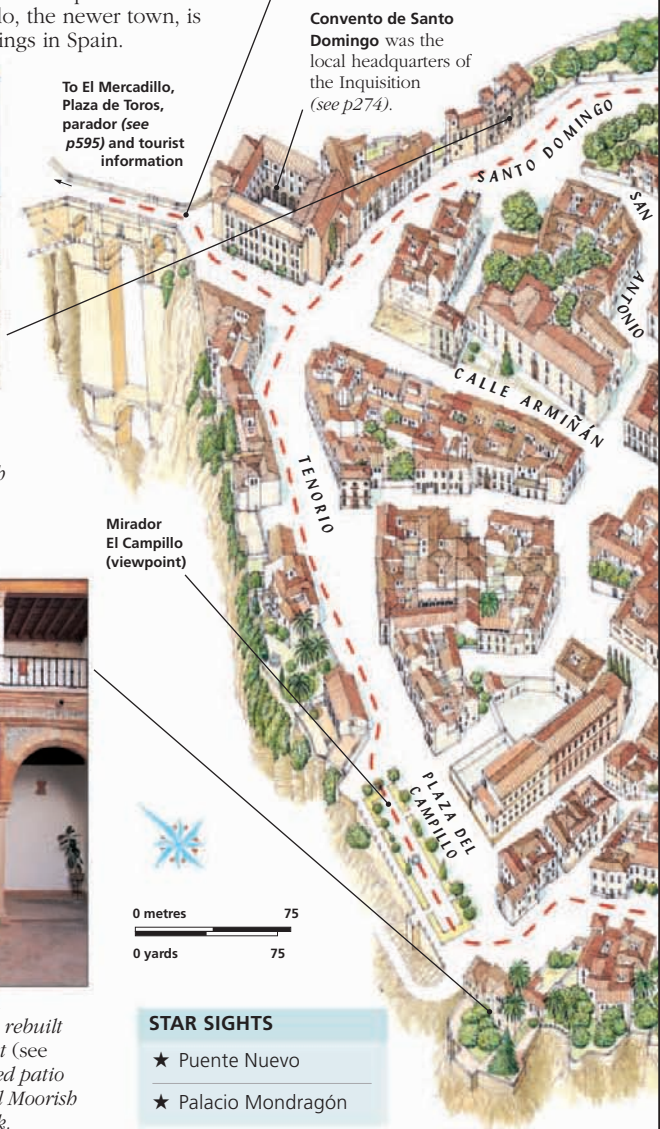 lo, the newer town, is
ings in Spain.
Convento de Santo
Domingo was the
local headquarters of
the Inquisition
(see p274).
To El Mercadillo,
Plaza de Toros,
parador (see
p595) and tourist
information
SANTO DOMINGO
SAN
ANTONIO
CALLE ARMIÑÁN
TENORIO
Mirador
El Campillo
(viewpoint)
PLAZA DEL
CAMPILLO
0 metres 75
0 yards 75
rebuilt
(see
ed patio
Moorish
STAR SIGHTS
★ Puente Nuevo
★ Palacio Mondragón